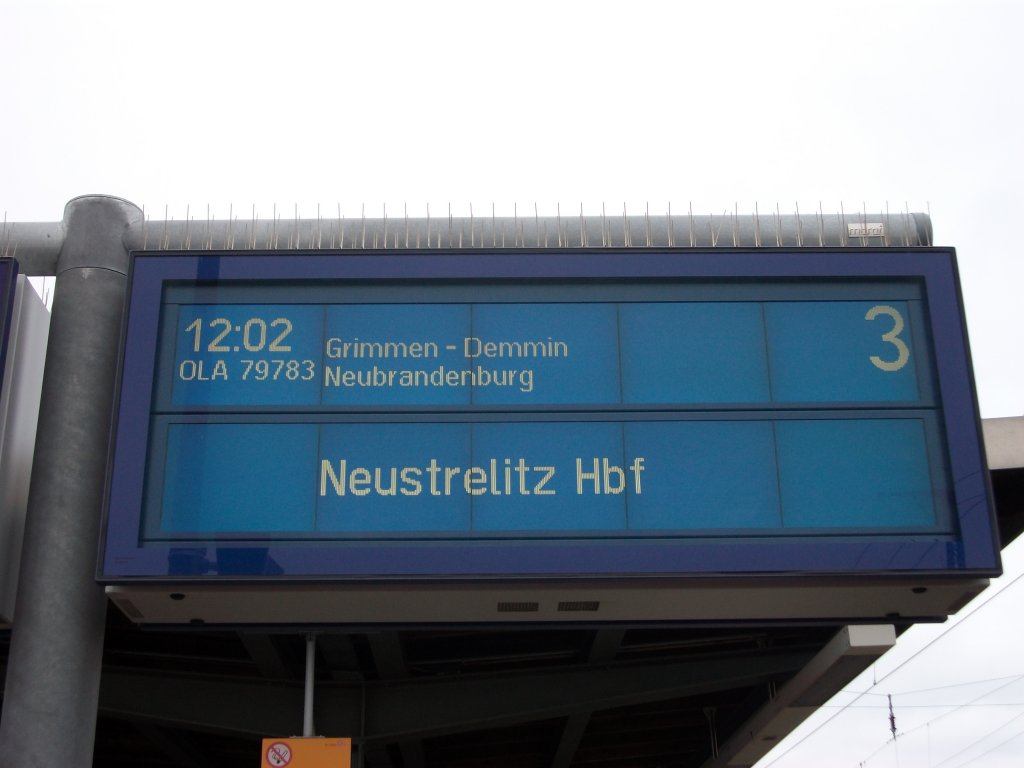 12:02 Grimmen - Demmin 3
OLA 79783 Neubrandenburg
Neustrelitz Hbf